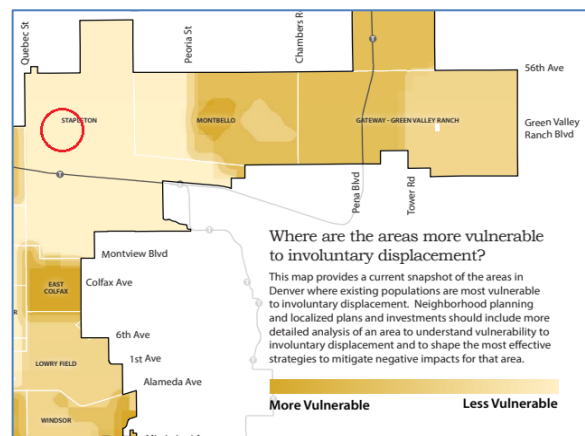 Quebec St
Peoria St
Chambers R
T
56th Ave
STAPLETON
MONTBELLO
GATEWAY - GREEN VALLEY RANCH
Green Valley
Ranch Blvd
T
T
Pena Blvd
Tower Rd
Montview Blvd
EAST
COLFAX
Colfax Ave
6th Ave
1st Ave
LOWRY FIELD
Alameda Ave
WINDSOR
Where are the areas more vulnerable
to involuntary displacement?
This map provides a current snapshot of the areas in
Denver where existing populations are most vulnerable
to involuntary displacement. Neighborhood planning
and localized plans and investments should include more
detailed analysis of an area to understand vulnerability to
involuntary displacement and to shape the most effective
strategies to mitigate negative impacts for that area.
More Vulnerable
Less Vulnerable